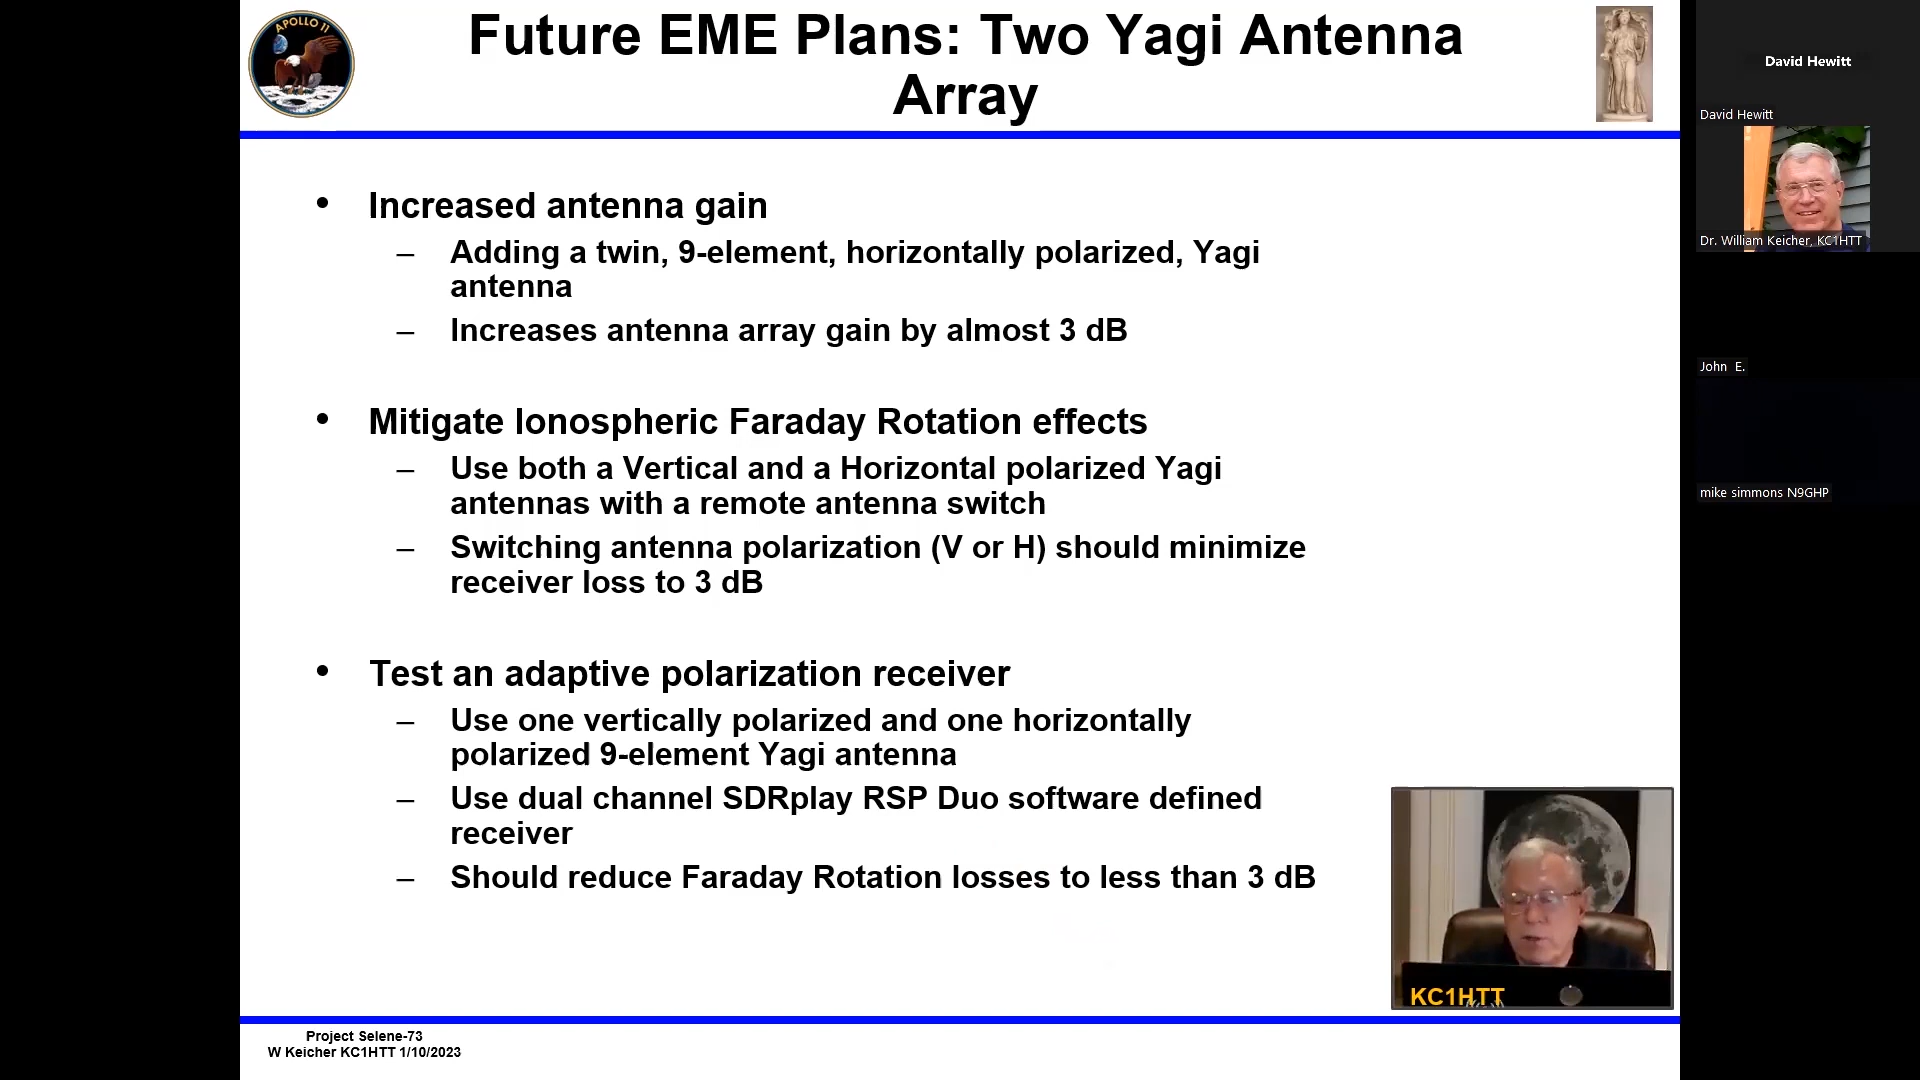 APOLLO 11
Future EME Plans: Two Yagi Antenna
Array
• Increased antenna gain
– Adding a twin, 9-element, horizontally polarized, Yagi
antenna
– Increases antenna array gain by almost 3 dB
• Mitigate Ionospheric Faraday Rotation effects
– Use both a Vertical and a Horizontal polarized Yagi
antennas with a remote antenna switch
– Switching antenna polarization (V or H) should minimize
receiver loss to 3 dB
• Test an adaptive polarization receiver
– Use one vertically polarized and one horizontally
polarized 9-element Yagi antenna
– Use dual channel SDRplay RSP Duo software defined
receiver
– Should reduce Faraday Rotation losses to less than 3 dB
KC1HTT
Project Selene-73
W Keicher KC1HTT 1/10/2023
David Hewitt
David Hewitt
Dr. William Keicher, KC1HTT
John E.
mike simmons N9GHP